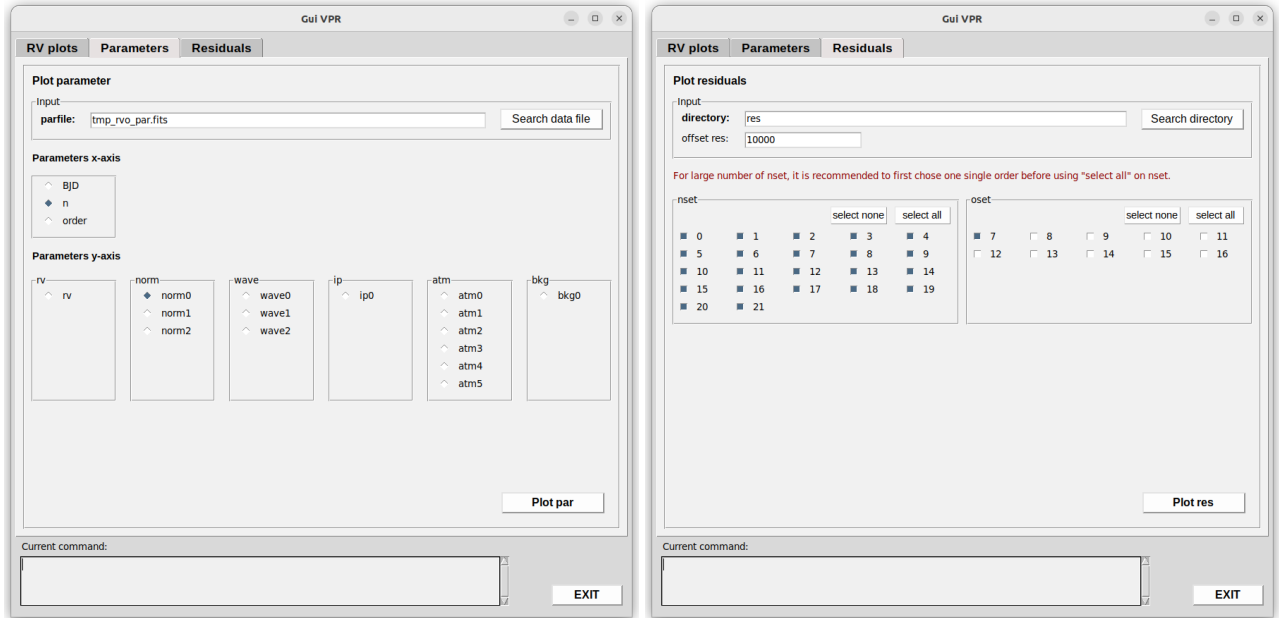 Gui VPR
RV plots Parameters Residuals
Plot parameter
Input
parfile: tmp_rvo_par.fits Search data file
Parameters x-axis
BJD
n
order
Parameters y-axis
rv norm wave ip atm bkg
rv norm0 wave0 ip0 atm0 bkg0
norm1 wave1 atm1
norm2 wave2 atm2
atm3
atm4
atm5
Plot par
Current command:
EXIT
Gui VPR
RV plots Parameters Residuals
Plot residuals
Input
directory: res Search directory
offset res: 10000
For large number of nset, it is recommended to first chose one single order before using "select all" on nset.
nset
select none select all
0 1 2 3 4
5 6 7 8 9
10 11 12 13 14
15 16 17 18 19
20 21
oset
select none select all
7 8 9 10 11
12 13 14 15 16
Plot res
Current command:
EXIT